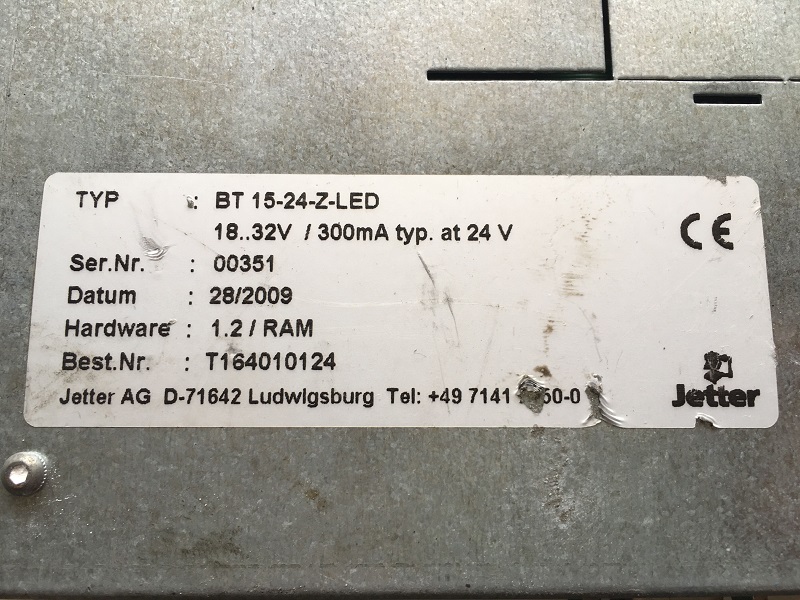 TYP : BT 15-24-Z-LED
18..32V / 300mA typ. at 24 V
CE
Ser.Nr. : 00351
Datum : 28/2009
Hardware : 1.2 / RAM
Best.Nr. : T164010124
Jetter AG D-71642 Ludwigsburg Tel: +49 7141
Jetter